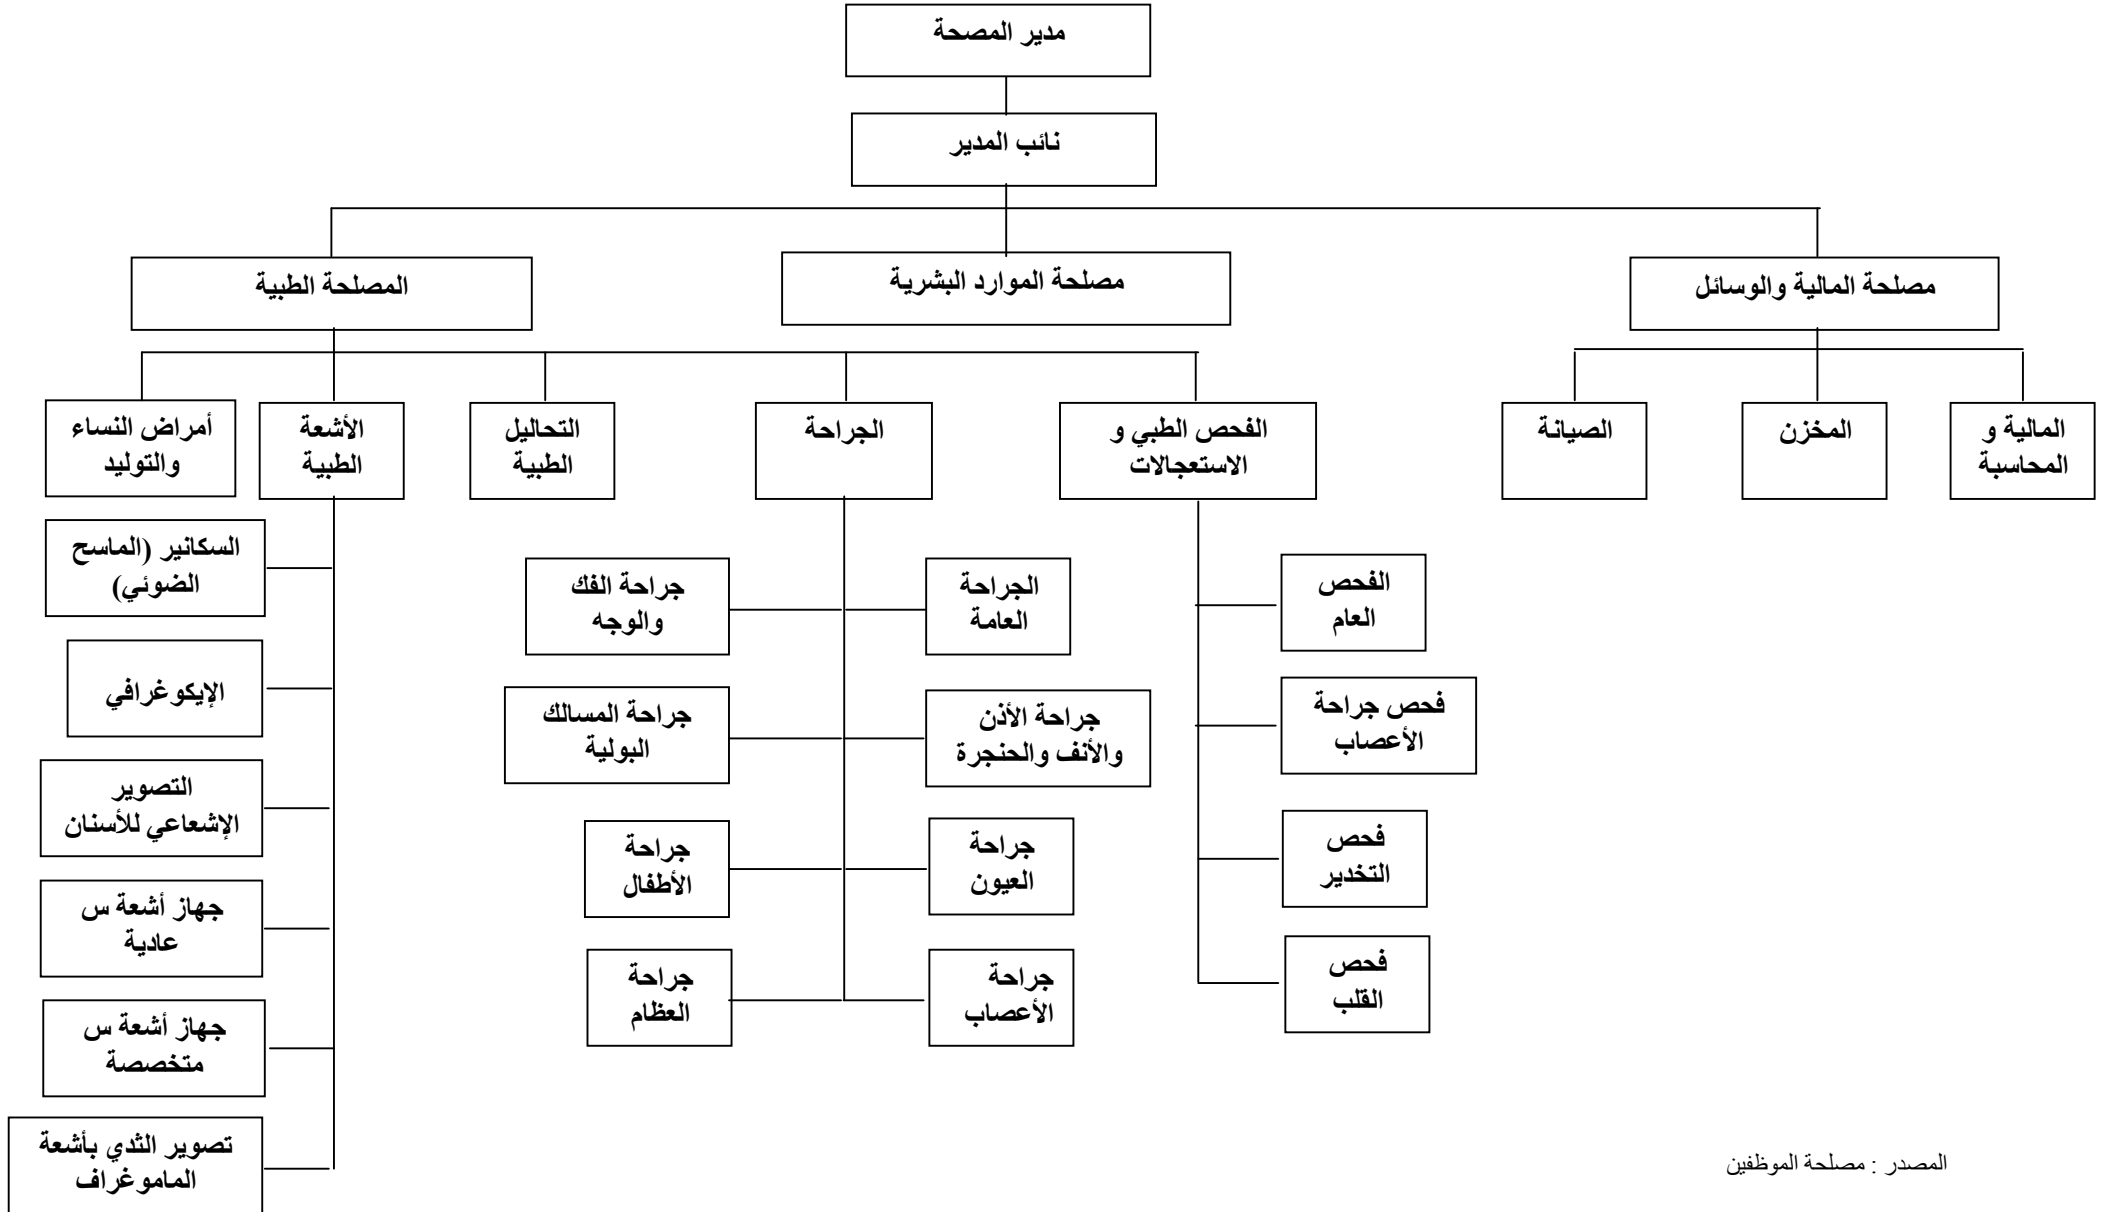 مدير المصحة
نائب المدير
مصلحة المالية والوسائل
مصلحة الموارد البشرية
المصلحة الطبية
المالية و
المحاسبة
المخزن
الصيانة
الفحص الطبي و
الاستعجالات
الجراحة
التحاليل
الطبية
الأشعة
الطبية
أمراض النساء
والتوليد
الفحص
العام
فحص جراحة
الأعصاب
فحص
التخدير
فحص
القلب
الجراحة
العامة
جراحة الأذن
والأنف والحنجرة
جراحة
العيون
جراحة
الأعصاب
جراحة الفك
والوجه
جراحة المسالك
البولية
جراحة
الأطفال
جراحة
العظام
السكانير (الماسح
الضوئي)
الإيكوغرافي
التصوير
الإشعاعي للأسنان
جهاز أشعة س
عادية
جهاز أشعة س
متخصصة
تصوير الثدي بأشعة
الماموغراف
المصدر : مصلحة الموظفين